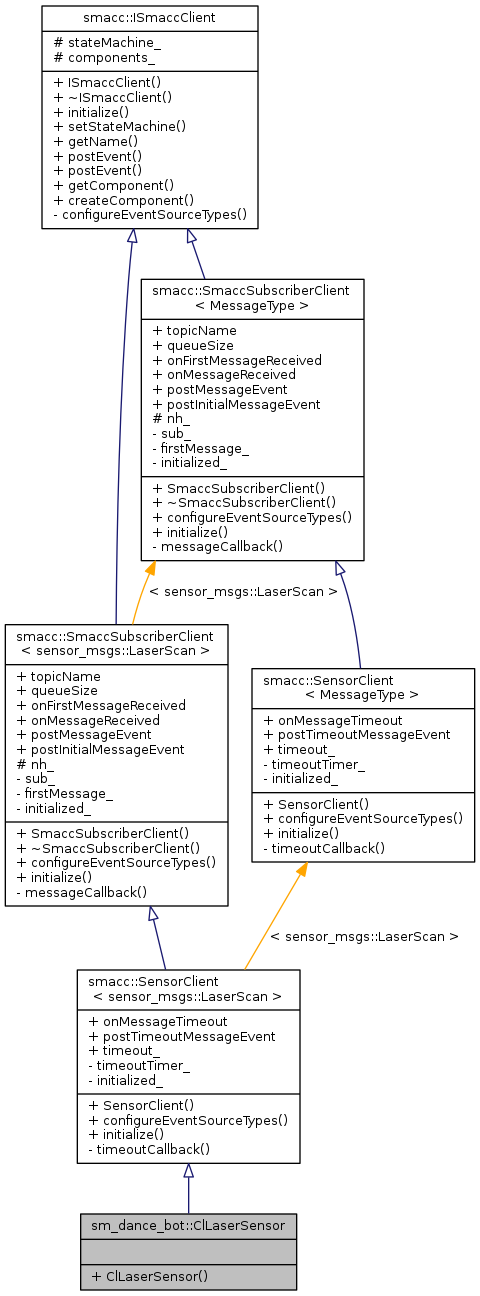 smacc::ISmaccClient
# stateMachine_
# components_
+ ISmaccClient()
+ ~ISmaccClient()
+ initialize()
+ setStateMachine()
+ getName()
+ postEvent()
+ postEvent()
+ getComponent()
+ createComponent()
- configureEventSourceTypes()
smacc::SmaccSubscriberClient
< MessageType >
+ topicName
+ queueSize
+ onFirstMessageReceived
+ onMessageReceived
+ postMessageEvent
+ postInitialMessageEvent
# nh_
- sub_
- firstMessage_
- initialized_
+ SmaccSubscriberClient()
+ ~SmaccSubscriberClient()
+ configureEventSourceTypes()
+ initialize()
- messageCallback()
< sensor_msgs::LaserScan >
smacc::SmaccSubscriberClient
< sensor_msgs::LaserScan >
+ topicName
+ queueSize
+ onFirstMessageReceived
+ onMessageReceived
+ postMessageEvent
+ postInitialMessageEvent
# nh_
- sub_
- firstMessage_
- initialized_
+ SmaccSubscriberClient()
+ ~SmaccSubscriberClient()
+ configureEventSourceTypes()
+ initialize()
- messageCallback()
smacc::SensorClient
< MessageType >
+ onMessageTimeout
+ postTimeoutMessageEvent
+ timeout_
- timeoutTimer_
- initialized_
+ SensorClient()
+ configureEventSourceTypes()
+ initialize()
- timeoutCallback()
< sensor_msgs::LaserScan >
smacc::SensorClient
< sensor_msgs::LaserScan >
+ onMessageTimeout
+ postTimeoutMessageEvent
+ timeout_
- timeoutTimer_
- initialized_
+ SensorClient()
+ configureEventSourceTypes()
+ initialize()
- timeoutCallback()
sm_dance_bot::ClLaserSensor
+ ClLaserSensor()